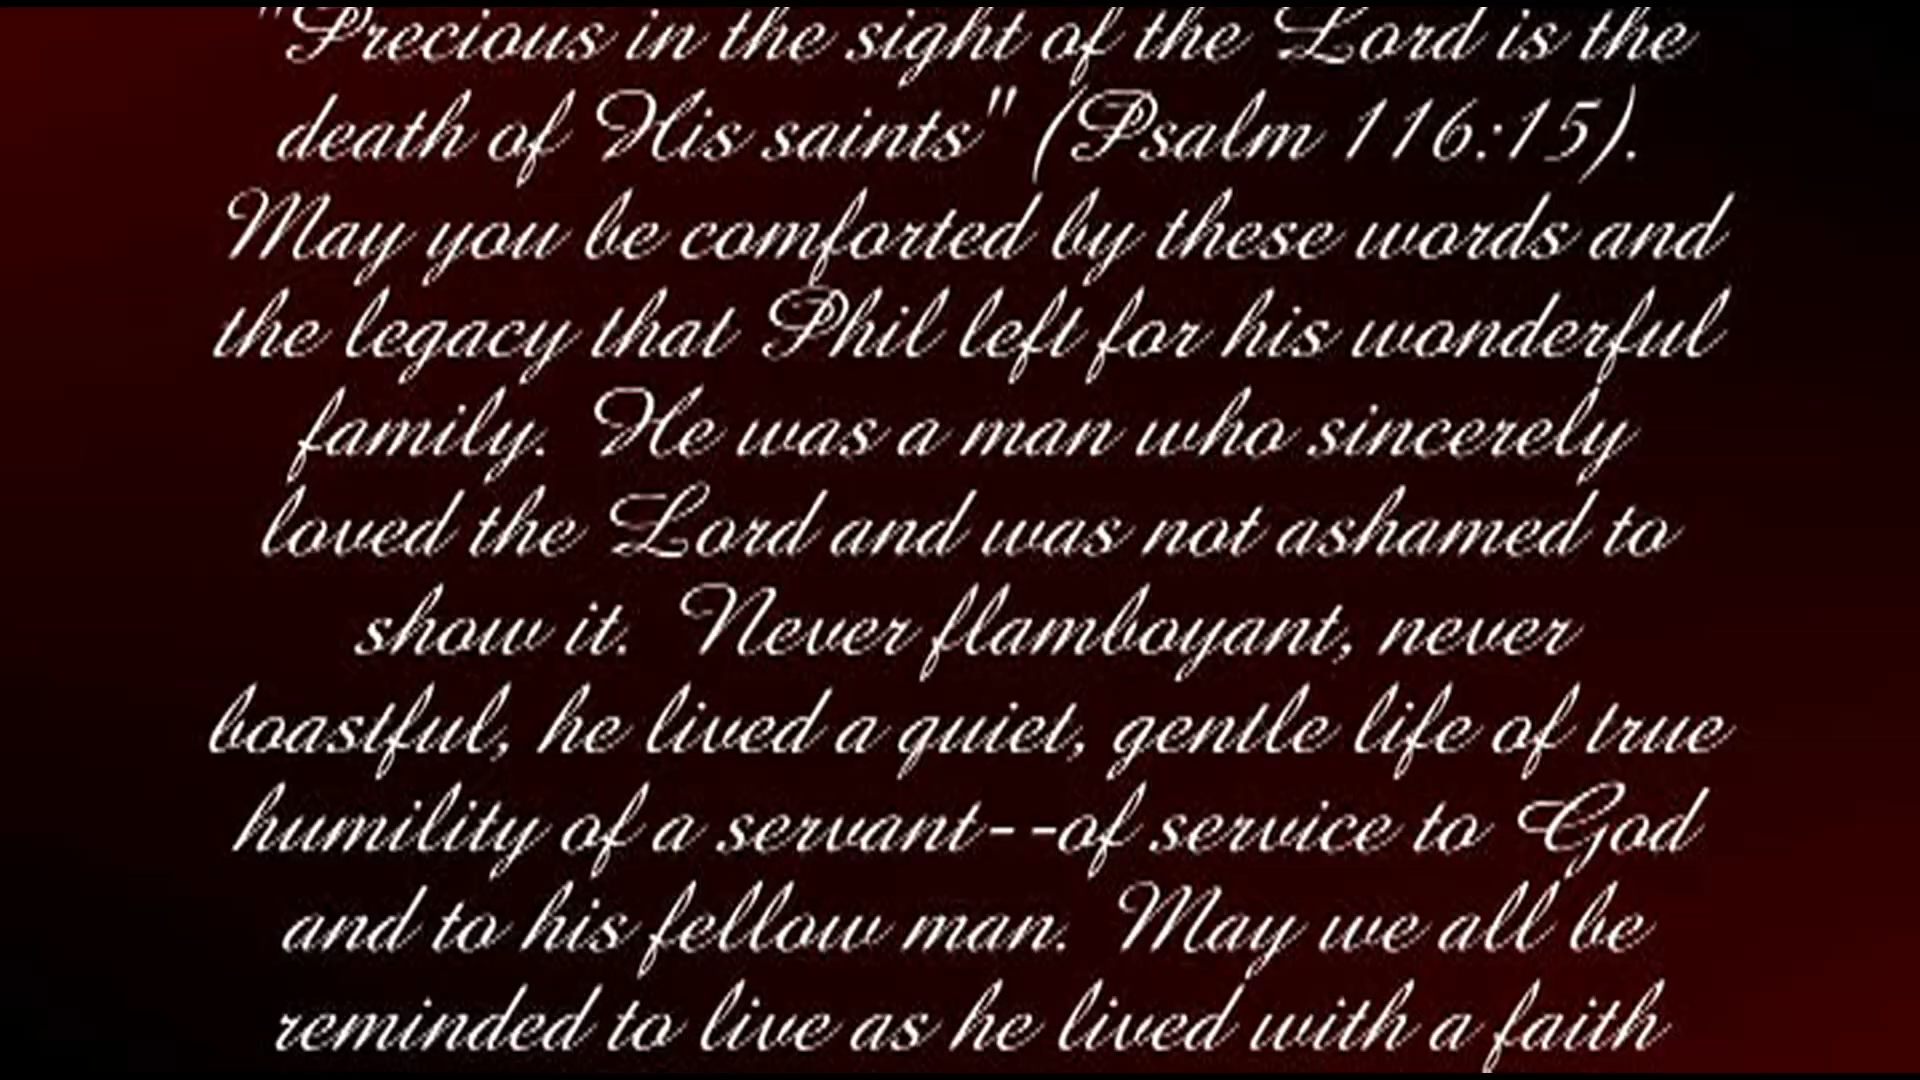 "Precious in the sight of the Lord is the
death of His saints" (Psalm 116:15).
May you be comforted by these words and
the legacy that Phil left for his wonderful
family. He was a man who sincerely
loved the Lord and was not ashamed to
show it. Never flamboyant, never
boastful, he lived a quiet, gentle life of true
humility of a servant--of service to God
and to his fellow man. May we all be
reminded to live as he lived with a faith